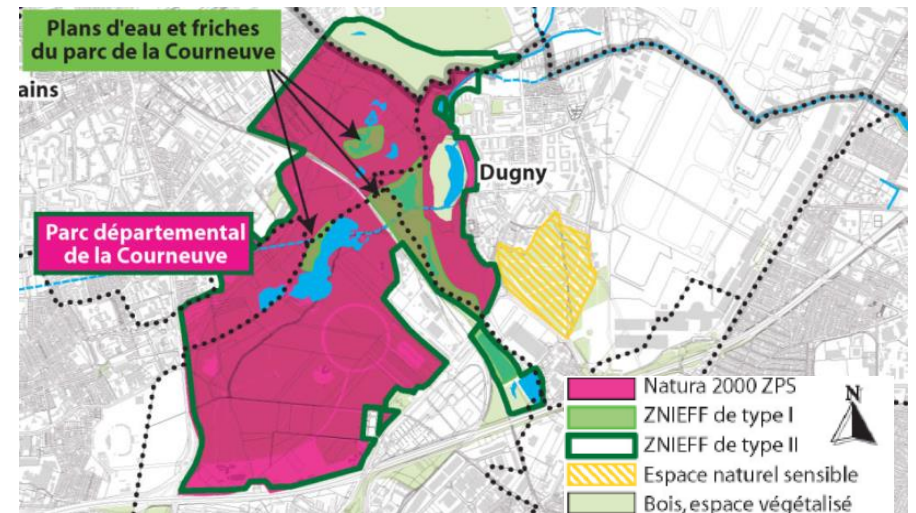 Plans d'eau et friches
du parc de la Courneuve
ains
Dugny
Parc départemental
de la Courneuve
Natura 2000 ZPS
ZNIEFF de type I
ZNIEFF de type II
Espace naturel sensible
Bois, espace végétalisé
N